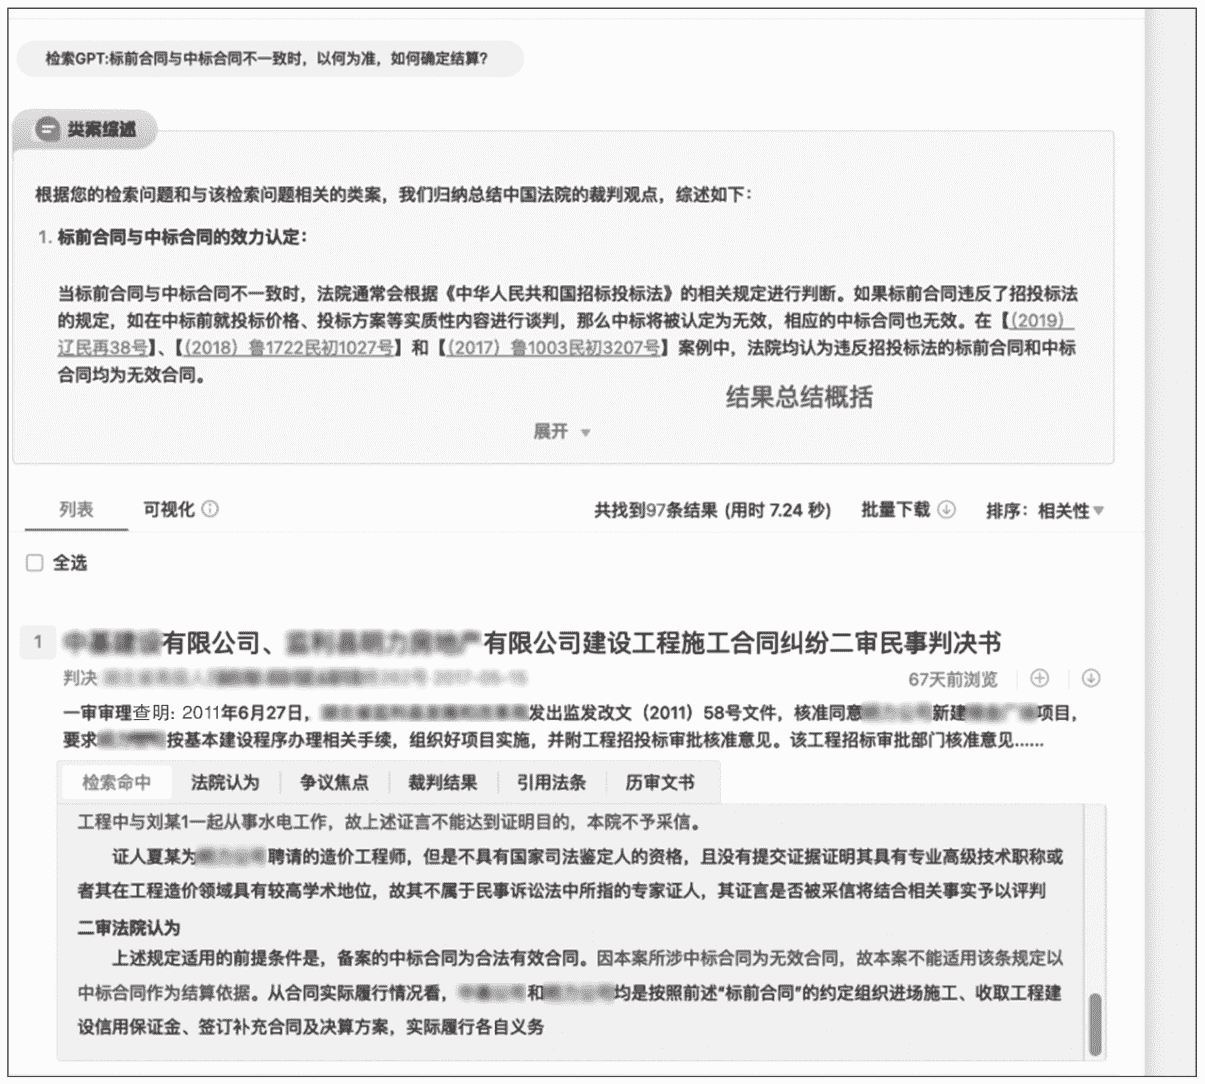 检索GPT:标前合同与中标合同不一致时，以何为准，如何确定结算？
类案综述
根据您的检索问题和与该检索问题相关的类案，我们归纳总结中国法院的裁判观点，综述如下：
1. 标前合同与中标合同的效力认定：
当标前合同与中标合同不一致时，法院通常会根据《中华人民共和国招标投标法》的相关规定进行判断。如果标前合同违反了招投标法
的规定，如在中标前就投标价格、投标方案等实质性内容进行谈判，那么中标将被认定为无效，相应的中标合同也无效。在【（2019）
辽民再38号】、【（2018）鲁1722民初1027号】和【（2017）鲁1003民初3207号】案例中，法院均认为违反招投标法的标前合同和中标
合同均为无效合同。
结果总结概括
展开
列表 可视化 共找到97条结果 (用时 7.24 秒) 批量下载 排序：相关性
全选
1 有限公司、有限公司建设工程施工合同纠纷二审民事判决书
判决 67天前浏览
一审审理查明: 2011年6月27日，发出监发改文（2011）58号文件，核准同意新建项目，
要求按基本建设程序办理相关手续，组织好项目实施，并附工程招投标审批核准意见。该工程招标审批部门核准意见......
检索命中 法院认为 争议焦点 裁判结果 引用法条 历审文书
工程中与刘某1一起从事水电工作，故上述证言不能达到证明目的，本院不予采信。
证人夏某为聘请的造价工程师，但是不具有国家司法鉴定人的资格，且没有提交证据证明其具有专业高级技术职称或
者其在工程造价领域具有较高学术地位，故其不属于民事诉讼法中所指的专家证人，其证言是否被采信将结合相关事实予以评判
二审法院认为
上述规定适用的前提条件是，备案的中标合同为合法有效合同。因本案所涉中标合同为无效合同，故本案不能适用该条规定以
中标合同作为结算依据。从合同实际履行情况看，和均是按照前述“标前合同”的约定组织进场施工、收取工程建
设信用保证金、签订补充合同及决算方案，实际履行各自义务